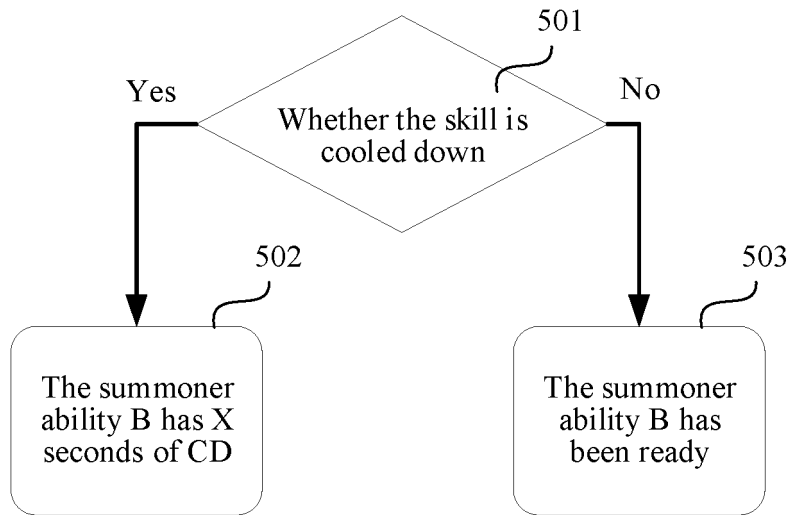 501
Yes
No
Whether the skill is
cooled down
502
503
The summoner
ability B has X
seconds of CD
The summoner
ability B has
been ready